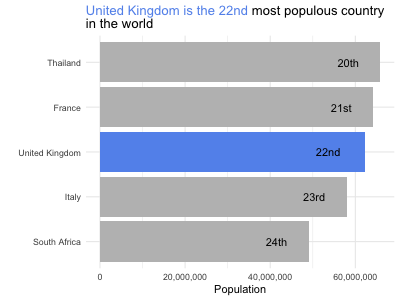 United Kingdom is the 22nd most populous country
in the world
Thailand 20th
France 21st
United Kingdom 22nd
Italy 23rd
South Africa 24th
0 20,000,000 40,000,000 60,000,000
Population